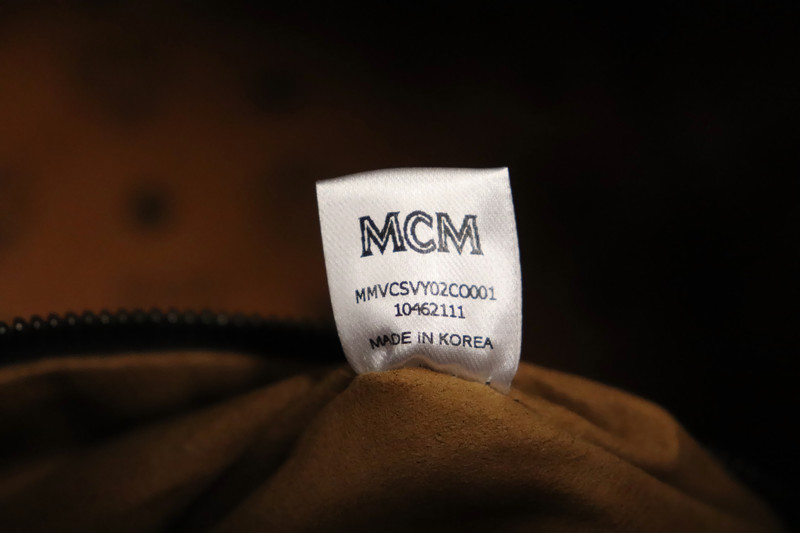 MCM
MMVCSVY02CO001
10462111
MADE iN KOREA